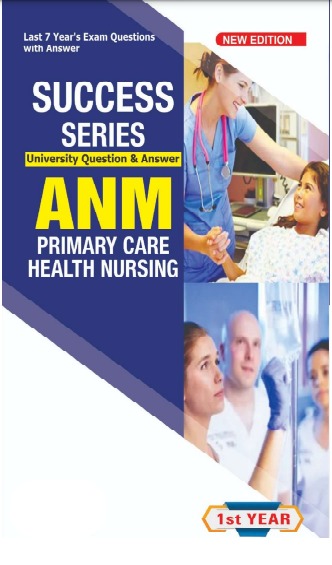 Last 7 Year's Exam Questions
with Answer
NEW EDITION
SUCCESS
SERIES
University Question & Answer
ANM
PRIMARY CARE
HEALTH NURSING
1st YEAR